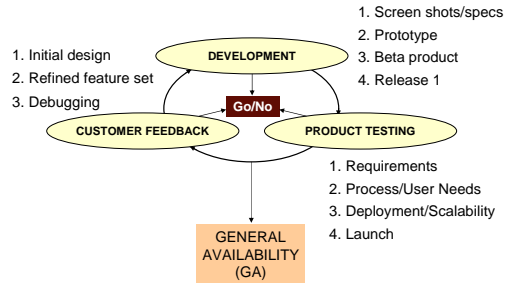 1. Screen shots/specs
2. Prototype
3. Beta product
4. Release 1
DEVELOPMENT
1. Initial design
2. Refined feature set
3. Debugging
Go/No
CUSTOMER FEEDBACK
PRODUCT TESTING
1. Requirements
2. Process/User Needs
3. Deployment/Scalability
4. Launch
GENERAL
AVAILABILITY
(GA)